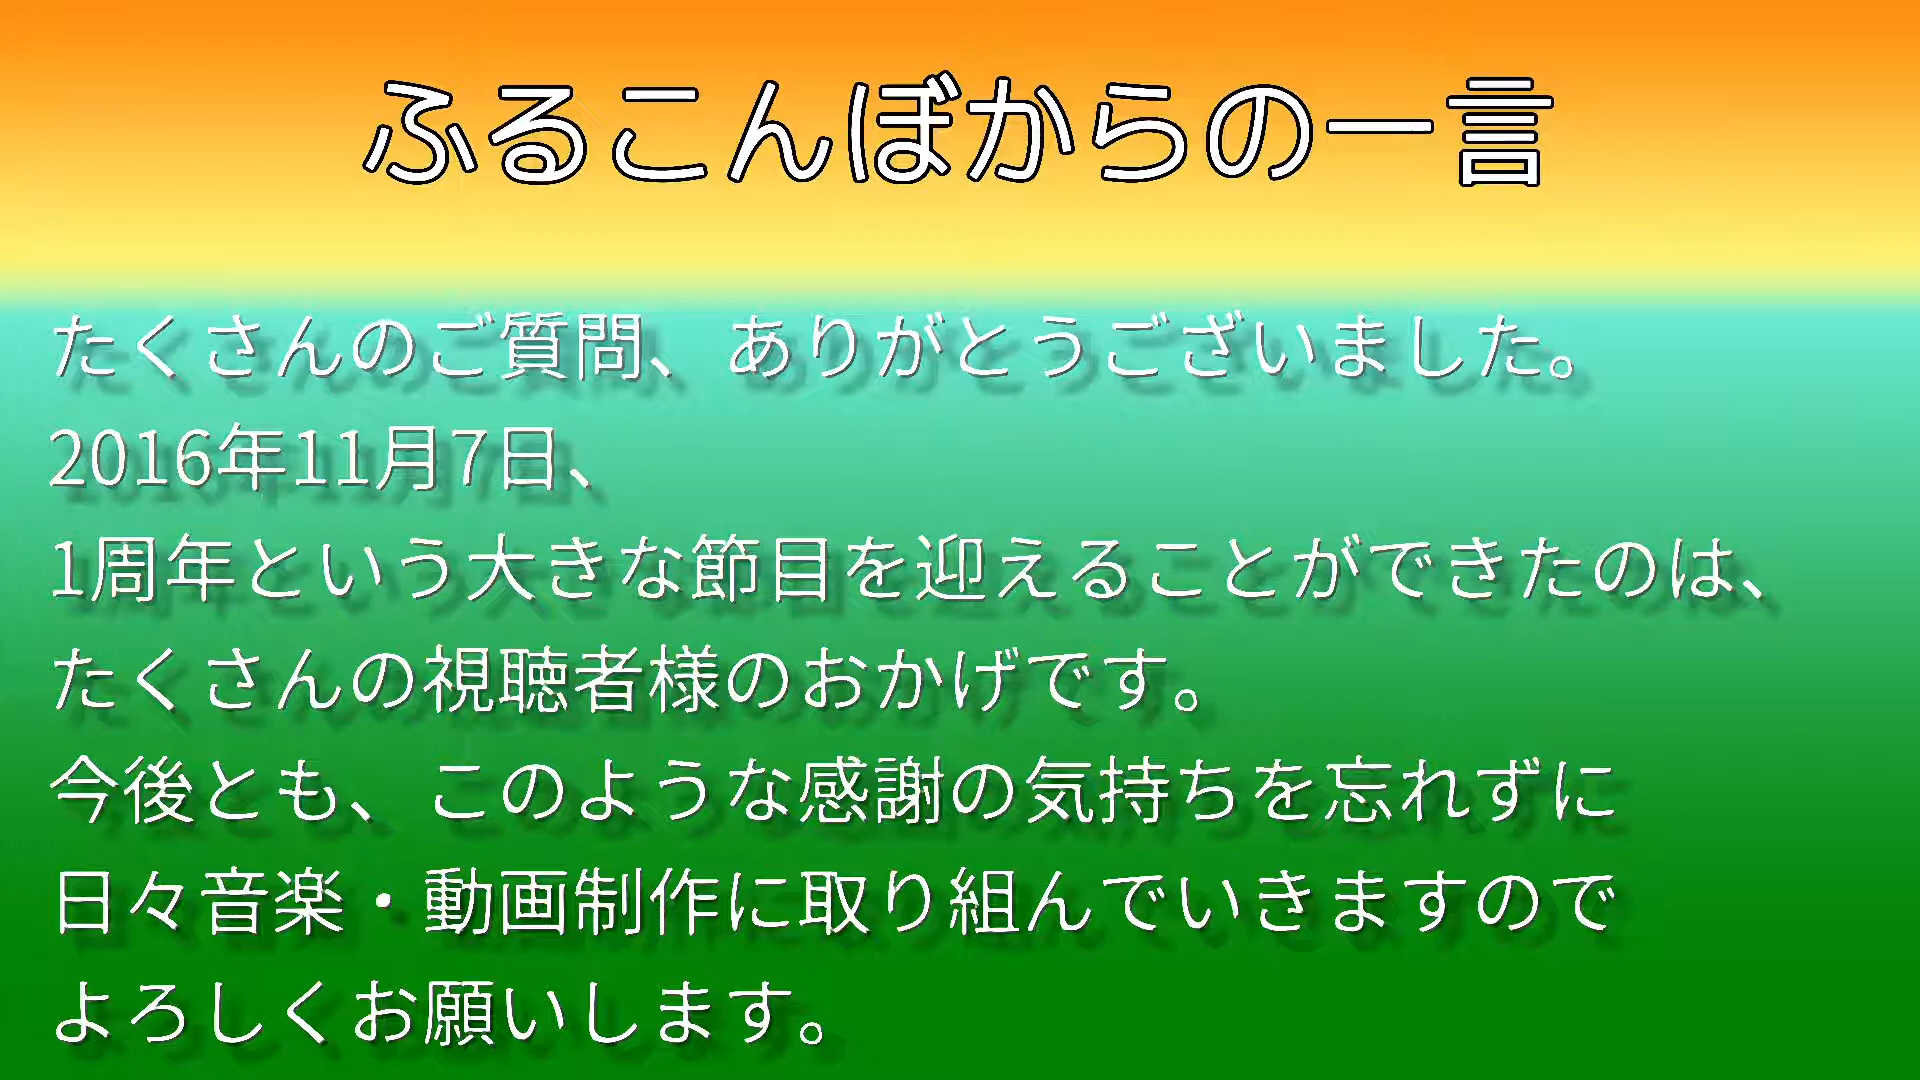 ふるこんぼからの一言
たくさんのご質問、ありがとうございました。
2016年11月7日、
1周年という大きな節目を迎えることができたのは、
たくさんの視聴者様のおかげです。
今後とも、このような感謝の気持ちを忘れずに
日々音楽・動画制作に取り組んでいきますので
よろしくお願いします。